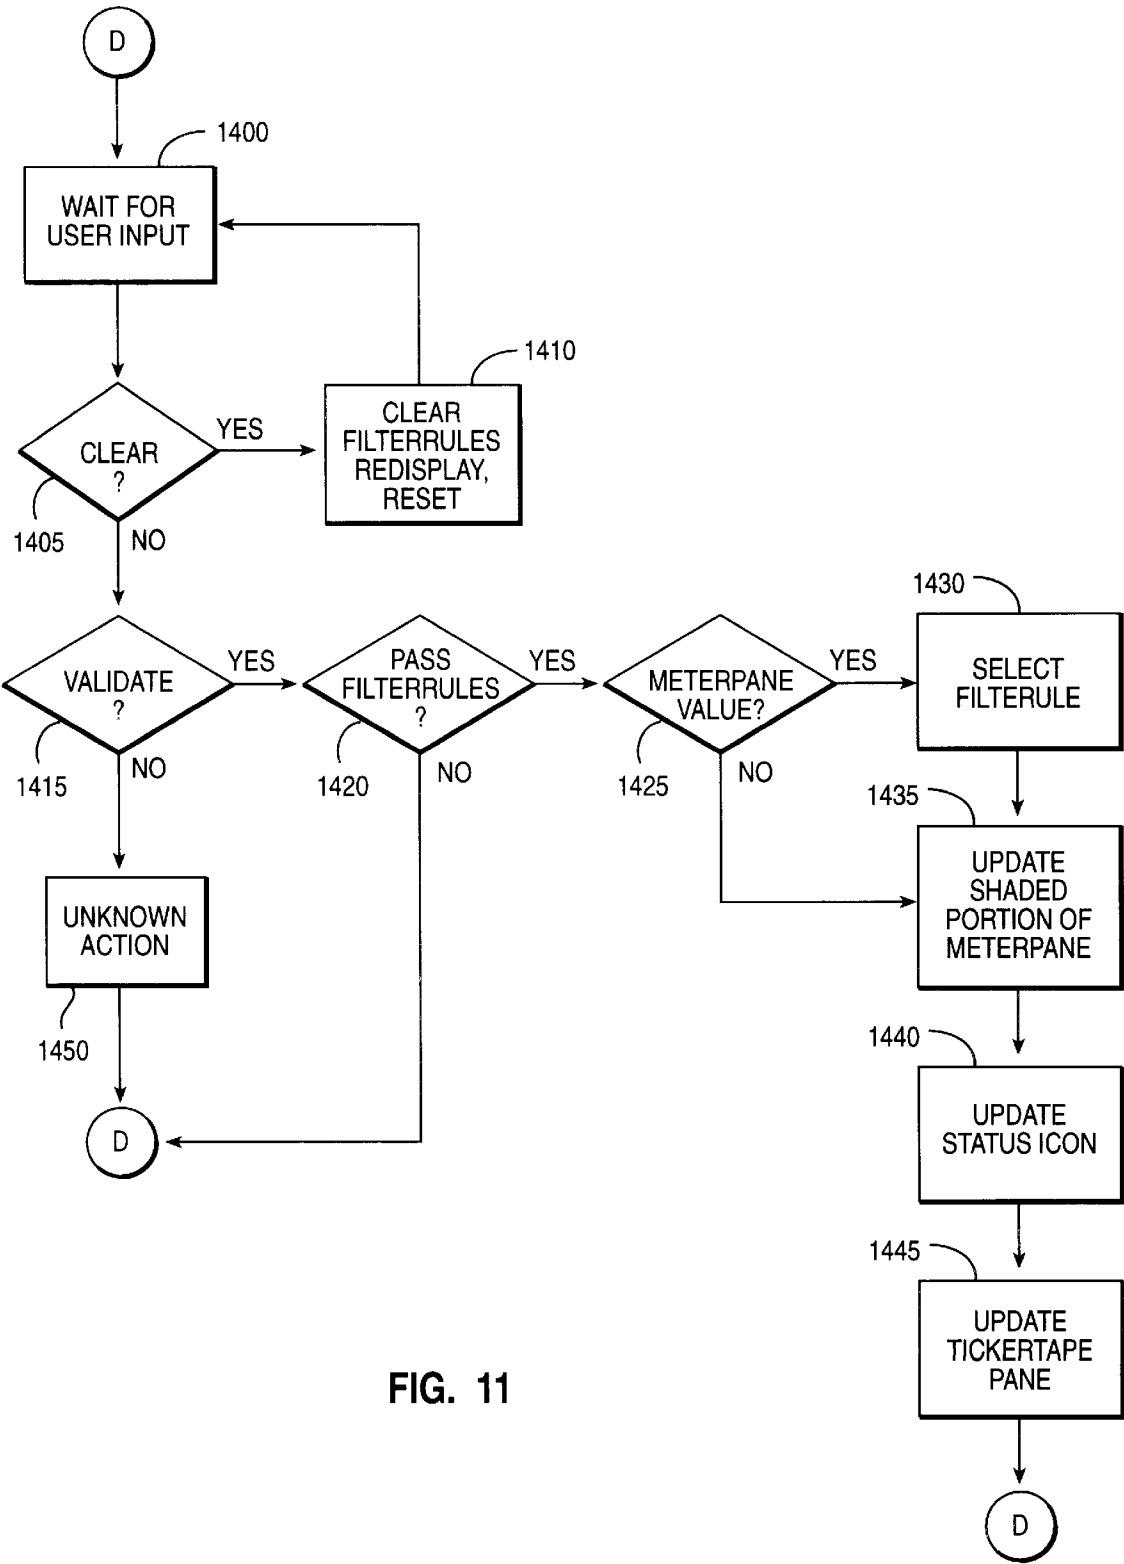 D
1400
WAIT FOR
USER INPUT
1410
CLEAR
FILTERRULES
REDISPLAY,
RESET
YES
CLEAR
?
1405
NO
1430
SELECT
FILTERULE
VALIDATE
?
YES
PASS
FILTERRULES
?
YES
METERPANE
VALUE?
YES
1415
NO
1420
NO
1425
NO
1435
UPDATE
SHADED
PORTION OF
METERPANE
UNKNOWN
ACTION
1450
1440
UPDATE
STATUS ICON
D
1445
UPDATE
TICKERTAPE
PANE
FIG. 11
D